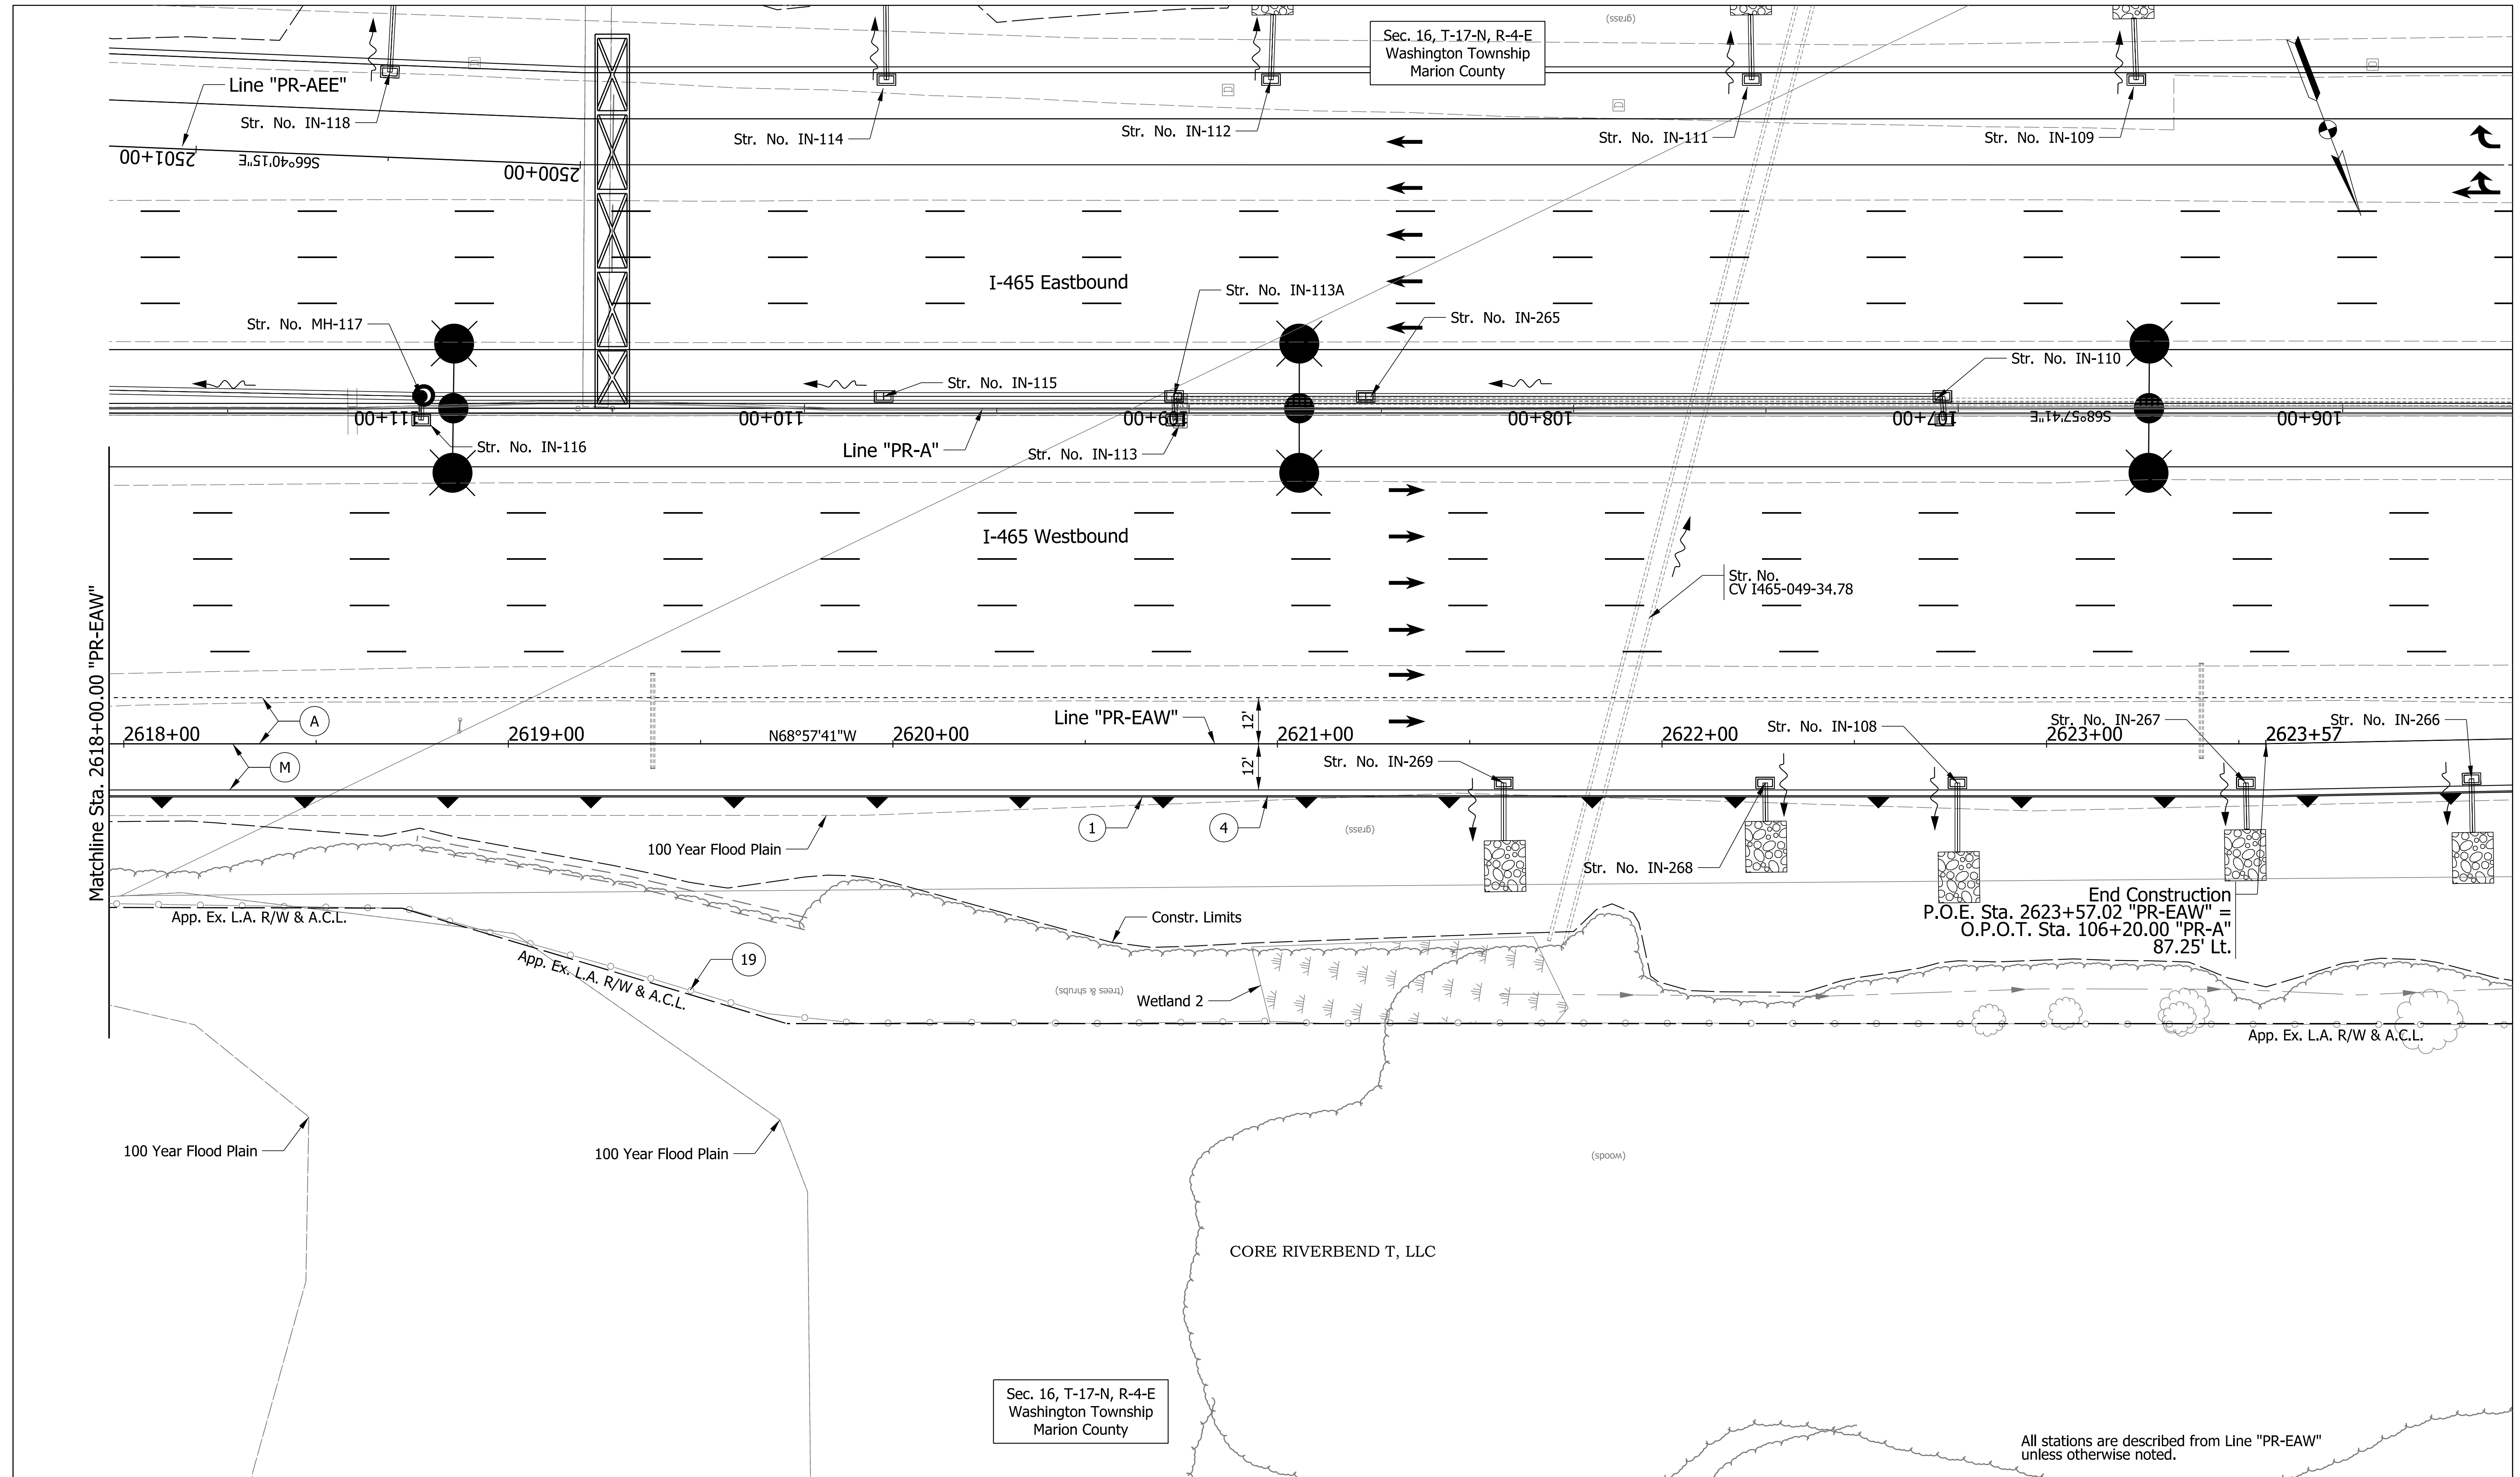 (grass)
Sec. 16, T-17-N, R-4-E
Washington Township
Marion County
Line "PR-AEE"
Str. No. IN-118
Str. No. IN-114
Str. No. IN-112
Str. No. IN-111
Str. No. IN-109
2501+00
S66°40'15"E
2500+00
I-465 Eastbound
Str. No. IN-113A
Str. No. IN-265
Str. No. MH-117
Str. No. IN-110
Str. No. IN-115
111+00
110+00
109+00
108+00
107+00
S68°57'41"E
106+00
Str. No. IN-116
Line "PR-A"
Str. No. IN-113
I-465 Westbound
Str. No.
CV I465-049-34.78
Matchline Sta. 2618+00.00 "PR-EAW"
A
12'
Line "PR-EAW"
Str. No. IN-108
Str. No. IN-267
Str. No. IN-266
2618+00
2619+00
N68°57'41"W
2620+00
2621+00
2622+00
2623+00
2623+57
M
12'
Str. No. IN-269
1
4
(grass)
100 Year Flood Plain
Str. No. IN-268
End Construction
P.O.E. Sta. 2623+57.02 "PR-EAW" =
O.P.O.T. Sta. 106+20.00 "PR-A"
87.25' Lt.
App. Ex. L.A. R/W & A.C.L.
Constr. Limits
App. Ex. L.A. R/W & A.C.L.
19
(trees & shrubs)
Wetland 2
App. Ex. L.A. R/W & A.C.L.
100 Year Flood Plain
100 Year Flood Plain
(woods)
CORE RIVERBEND T, LLC
Sec. 16, T-17-N, R-4-E
Washington Township
Marion County
All stations are described from Line "PR-EAW"
unless otherwise noted.